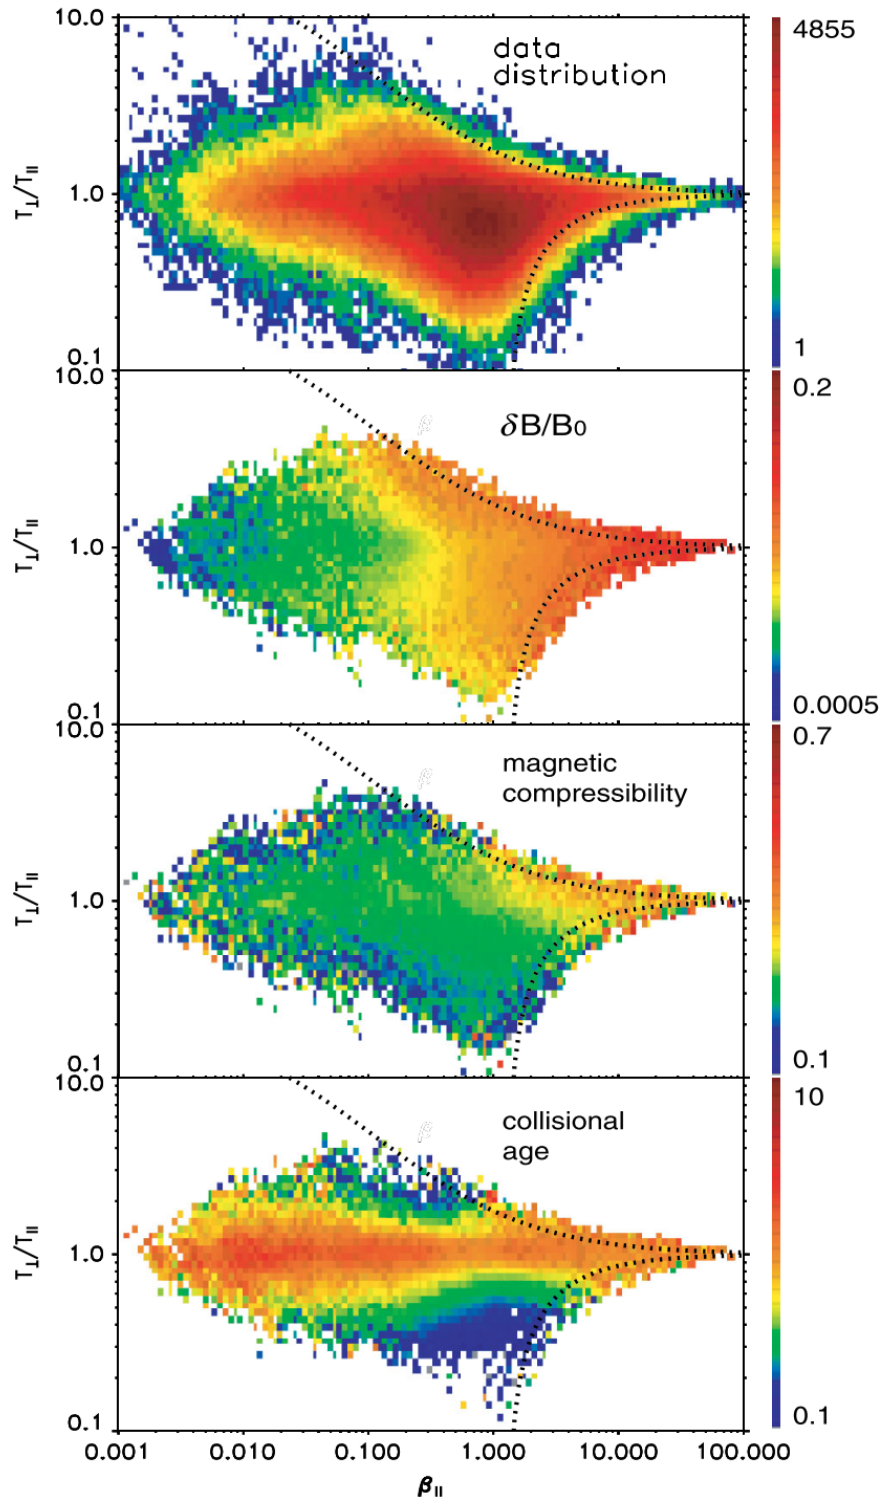 10.0
data
distribution
4855
T⊥/T||
1.0
1
0.1
10.0
0.2
δB/B0
T⊥/T||
1.0
0.0005
0.1
10.0
0.7
magnetic
compressibility
T⊥/T||
1.0
0.1
0.1
10.0
10
collisional
age
T⊥/T||
1.0
0.1
0.1
0.001 0.010 0.100 1.000 10.000 100.000
β||